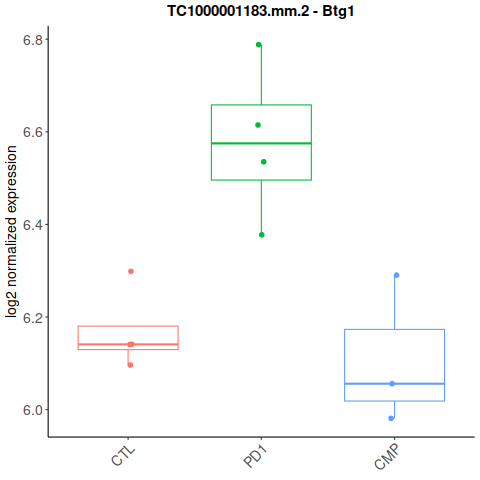 TC1000001183.mm.2 - Btg1
log2 normalized expression
6.8
6.6
6.4
6.2
6.0
CTL
PD1
CMP